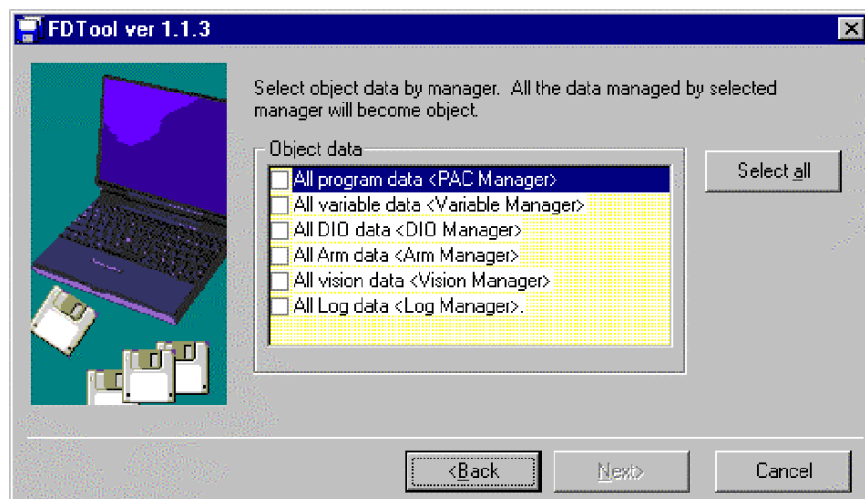 FDTool ver 1.1.3
Select object data by manager. All the data managed by selected
manager will become object.
Object data
All program data <PAC Manager>
All variable data <Variable Manager>
All DIO data <DIO Manager>
All Arm data <Arm Manager>
All vision data <Vision Manager>
All Log data <Log Manager>.
Select all
<Back
Next>
Cancel